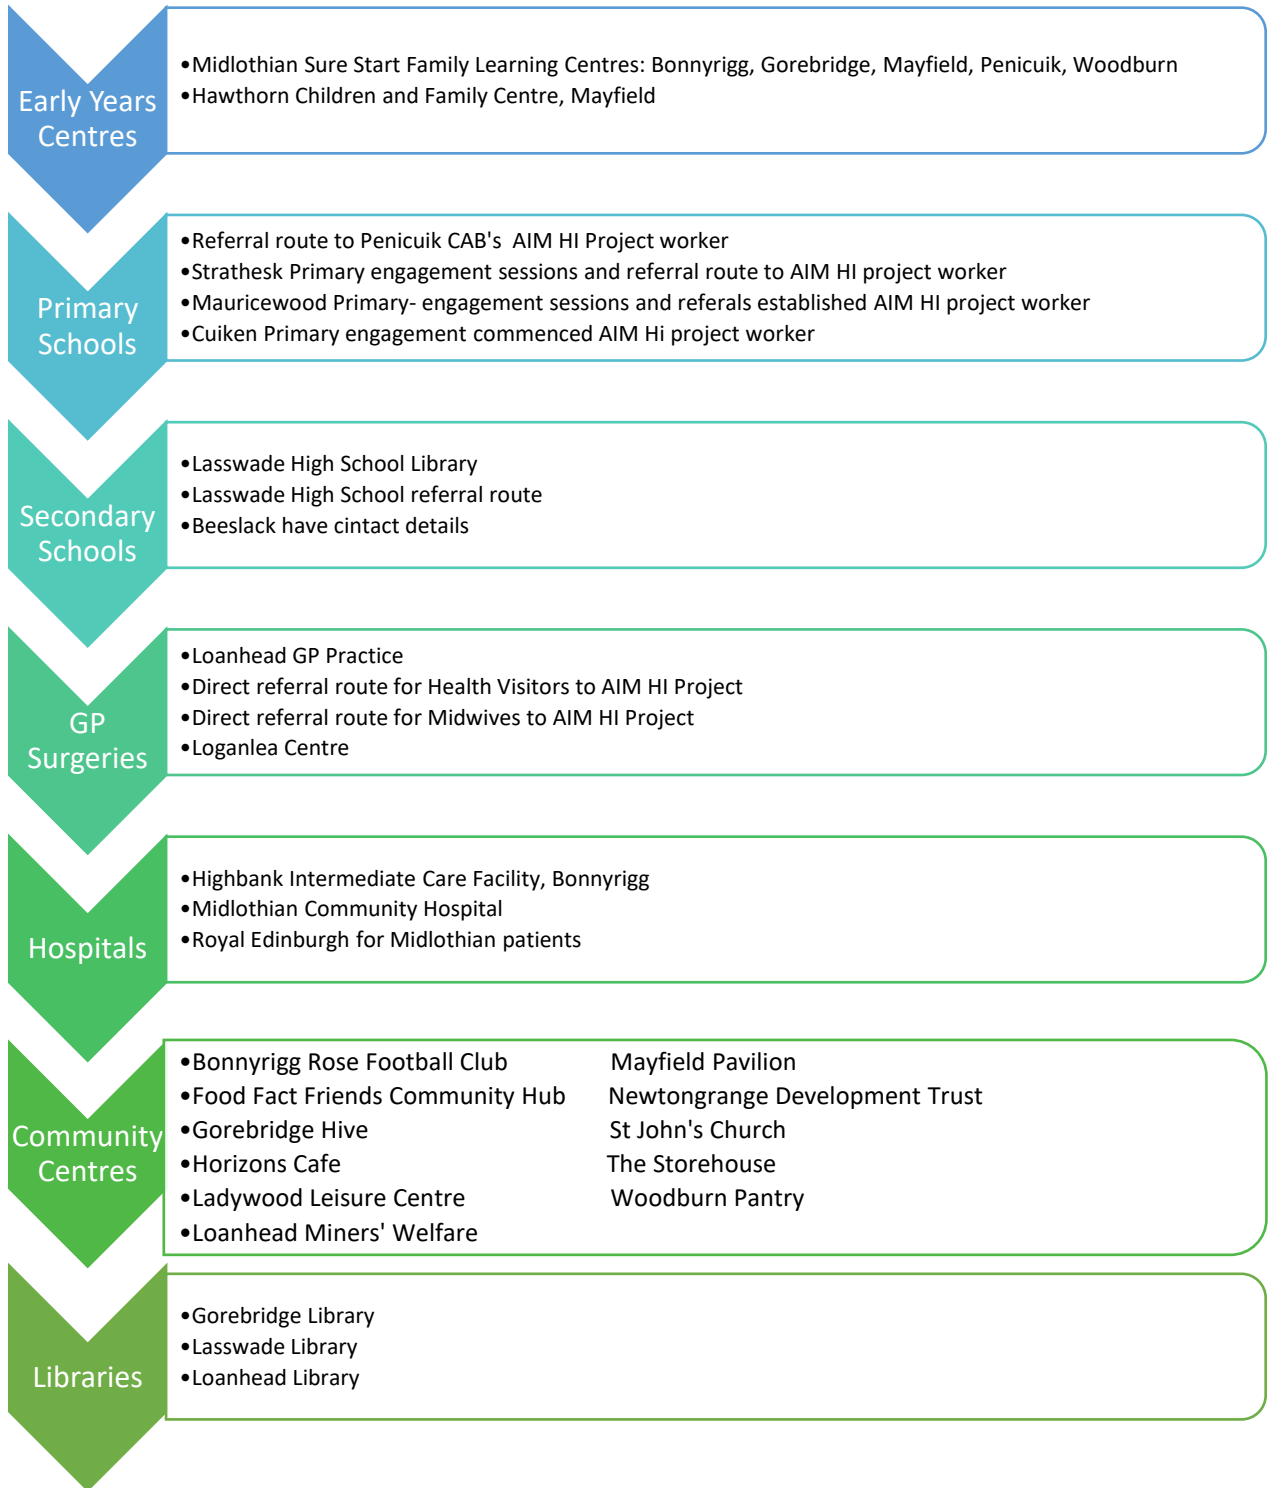 Early Years
Centres
•Midlothian Sure Start Family Learning Centres: Bonnyrigg, Gorebridge, Mayfield, Penicuik, Woodburn
•Hawthorn Children and Family Centre, Mayfield
Primary
Schools
•Referral route to Penicuik CAB's AIM HI Project worker
•Strathesk Primary engagement sessions and referral route to AIM HI project worker
•Mauricewood Primary- engagement sessions and referals established AIM HI project worker
•Cuiken Primary engagement commenced AIM Hi project worker
Secondary
Schools
•Lasswade High School Library
•Lasswade High School referral route
•Beeslack have cintact details
GP
Surgeries
•Loanhead GP Practice
•Direct referral route for Health Visitors to AIM HI Project
•Direct referral route for Midwives to AIM HI Project
•Loganlea Centre
Hospitals
•Highbank Intermediate Care Facility, Bonnyrigg
•Midlothian Community Hospital
•Royal Edinburgh for Midlothian patients
Community
Centres
•Bonnyrigg Rose Football Club Mayfield Pavilion
•Food Fact Friends Community Hub Newtongrange Development Trust
•Gorebridge Hive St John's Church
•Horizons Cafe The Storehouse
•Ladywood Leisure Centre Woodburn Pantry
•Loanhead Miners' Welfare
Libraries
•Gorebridge Library
•Lasswade Library
•Loanhead Library